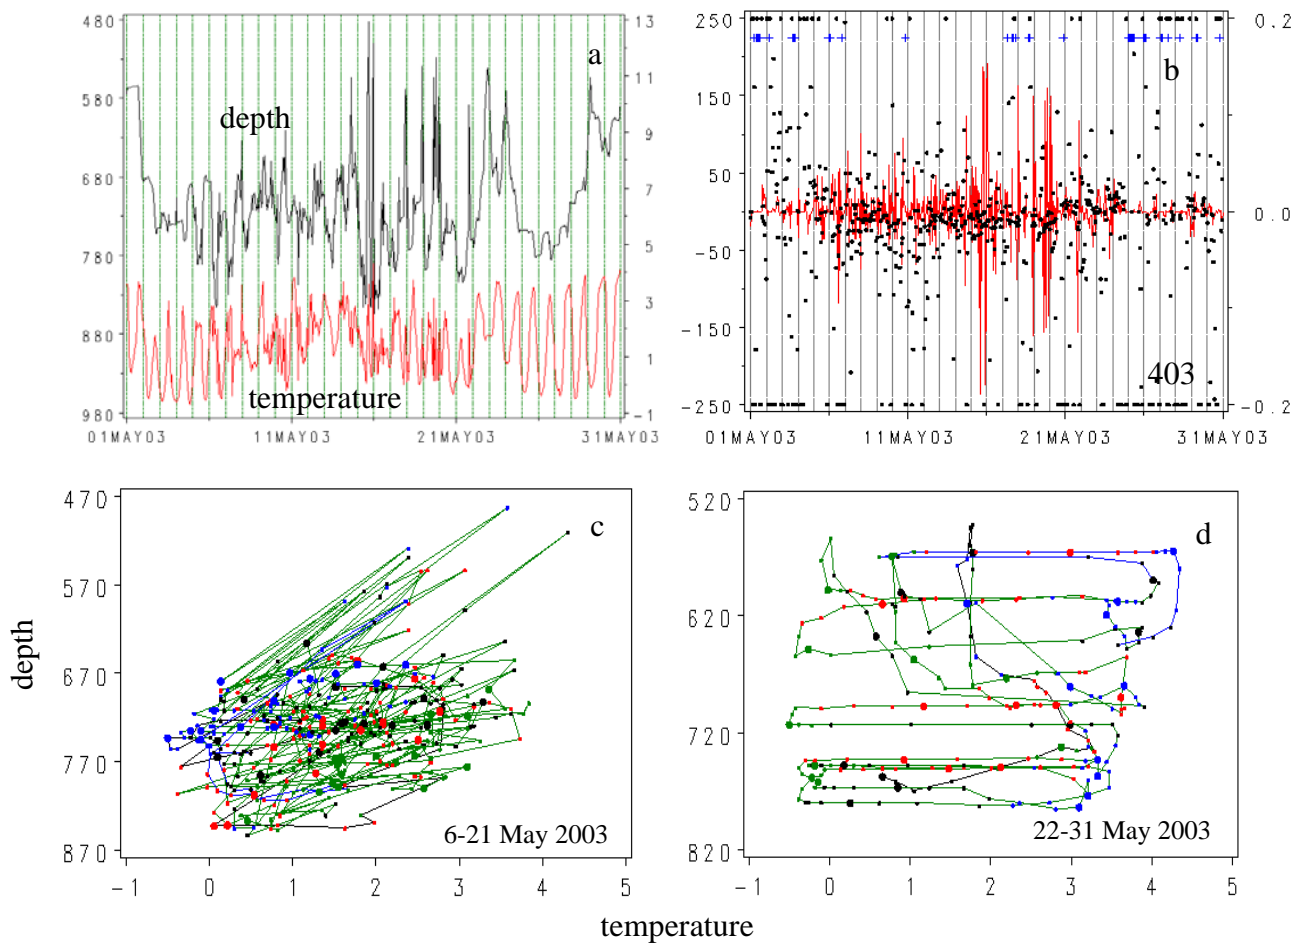 480
580
680
780
880
980
13
11
9
7
5
3
1
-1
a
depth
temperature
01MAY03 11MAY03 21MAY03 31MAY03
250
150
50
-50
-150
-250
0.2
0.0
-0.2
b
403
01MAY03 11MAY03 21MAY03 31MAY03
470
570
670
770
870
c
6-21 May 2003
-1 0 1 2 3 4 5
520
620
720
820
d
22-31 May 2003
-1 0 1 2 3 4 5
depth
temperature